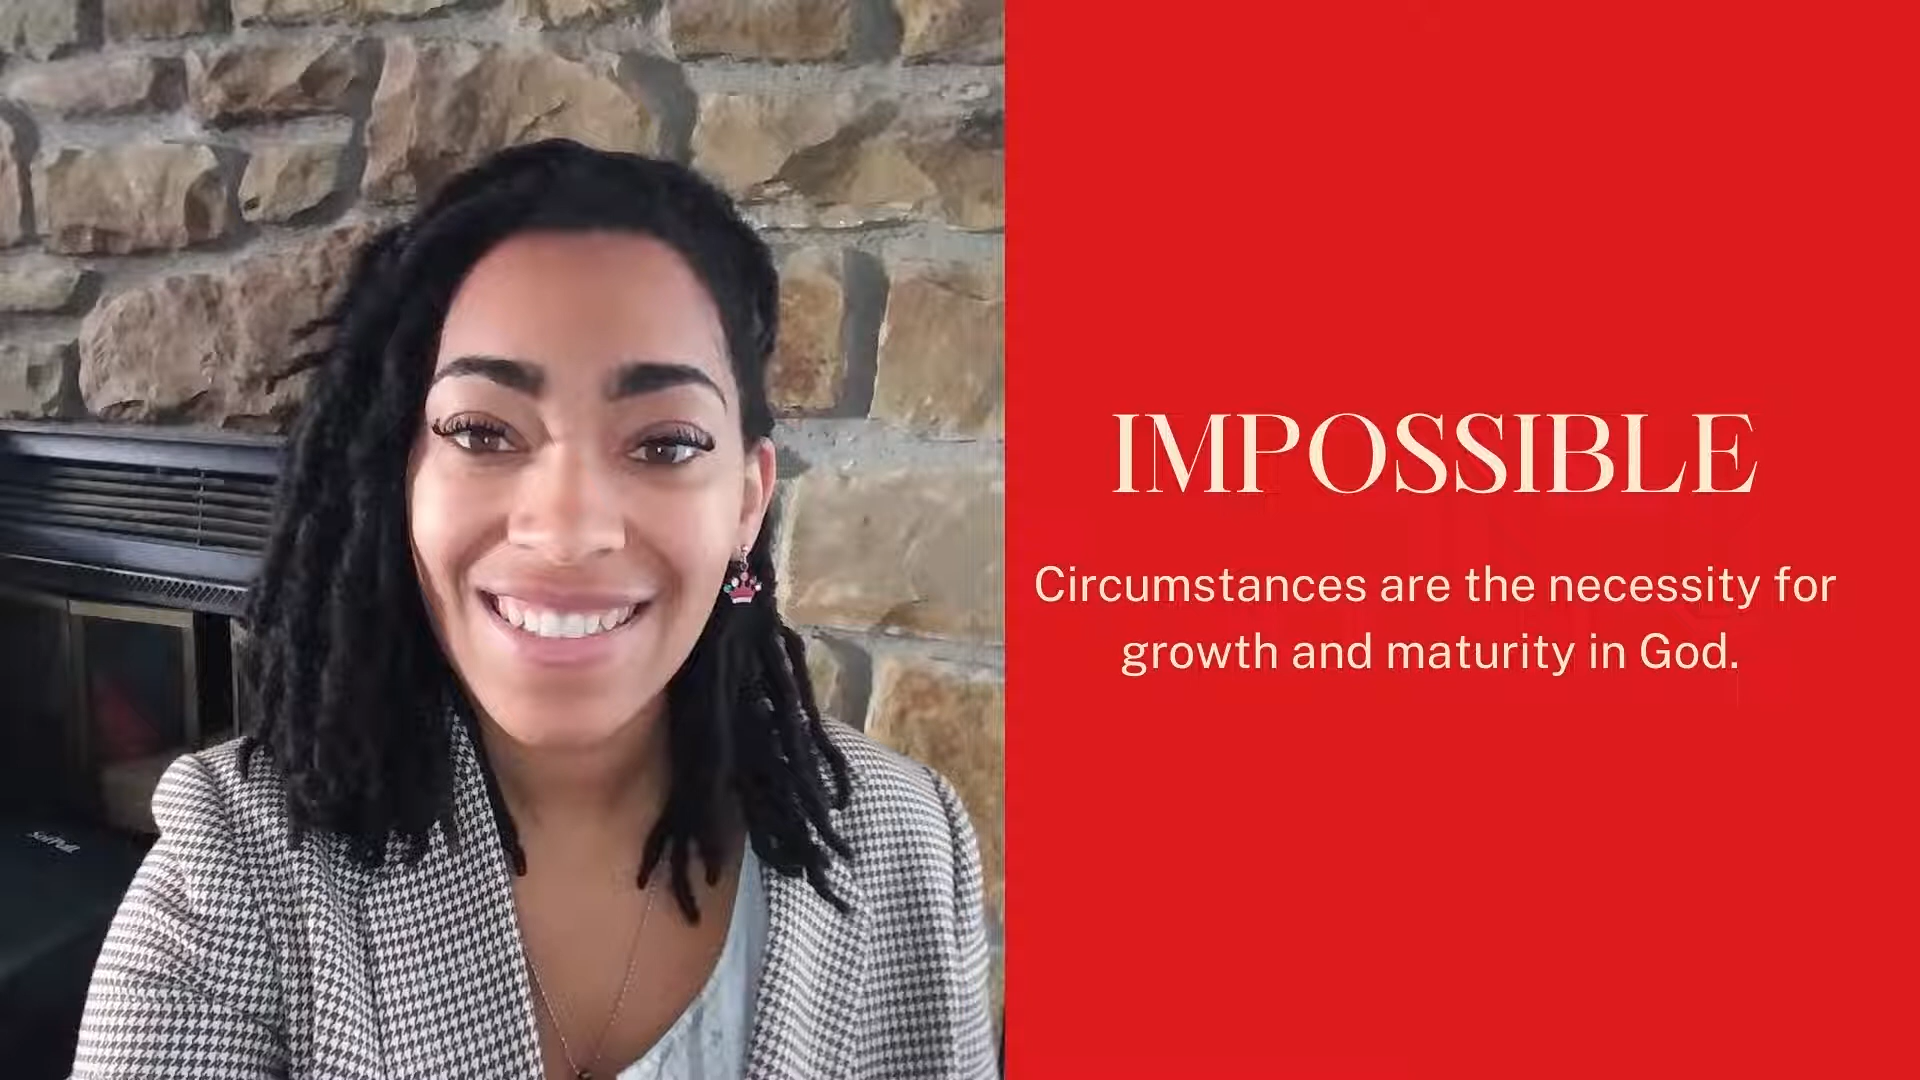 IMPOSSIBLE
Circumstances are the necessity for
growth and maturity in God.